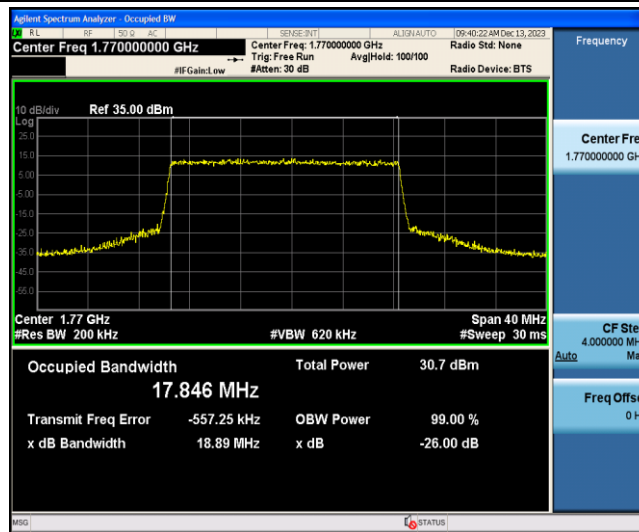 Agilent Spectrum Analyzer - Occupied BW
RL RF 50 Ω AC SENSE:INT ALIGNAUTO 09:40:22 AM Dec 13, 2023
Center Freq 1.770000000 GHz
Center Freq: 1.770000000 GHz
Radio Std: None
Trig: Free Run Avg|Hold: 100/100
#IFGain:Low #Atten: 30 dB
Radio Device: BTS
Frequency
10 dB/div Ref 35.00 dBm
Log
25.0
15.0
5.00
-5.00
-15.0
-25.0
-35.0
-45.0
-55.0
Center 1.77 GHz Span 40 MHz
#Res BW 200 kHz #VBW 620 kHz #Sweep 30 ms
Occupied Bandwidth Total Power 30.7 dBm
17.846 MHz
Transmit Freq Error -557.25 kHz OBW Power 99.00 %
x dB Bandwidth 18.89 MHz x dB -26.00 dB
Center Fre
1.770000000 GH
CF Ste
4.000000 MH
Auto Ma
Freq Offse
0 H
MSG STATUS